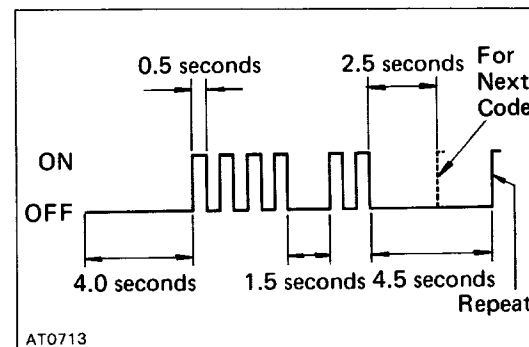 0.5 seconds
2.5 seconds
For
Next
Code
ON
OFF
4.0 seconds
1.5 seconds
4.5 seconds
Repeat
AT0713